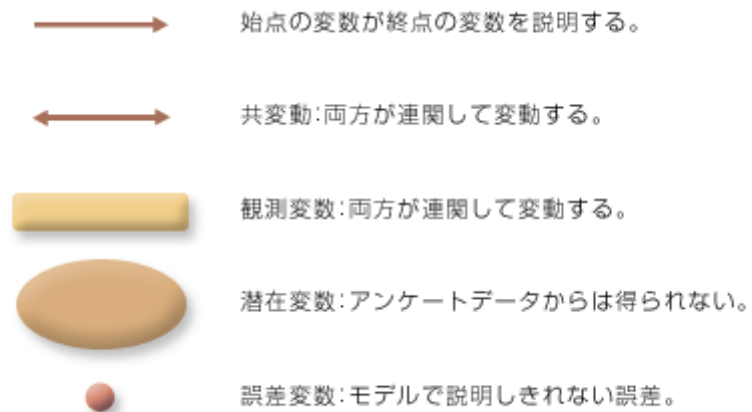 始点の変数が終点の変数を説明する。
共変動:両方が連関して変動する。
観測変数:両方が連関して変動する。
潜在変数:アンケートデータからは得られない。
誤差変数:モデルで説明しきれない誤差。